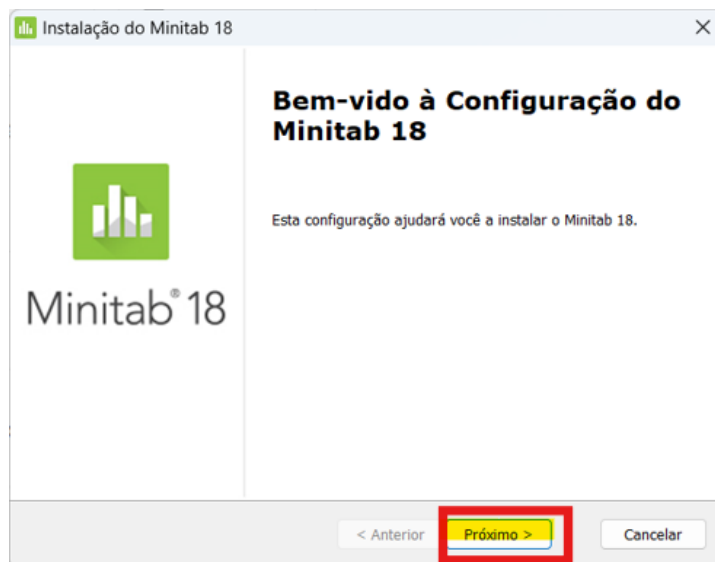 Instalação do Minitab 18
Bem-vido à Configuração do
Minitab 18
Esta configuração ajudará você a instalar o Minitab 18.
Minitab® 18
< Anterior
Próximo >
Cancelar